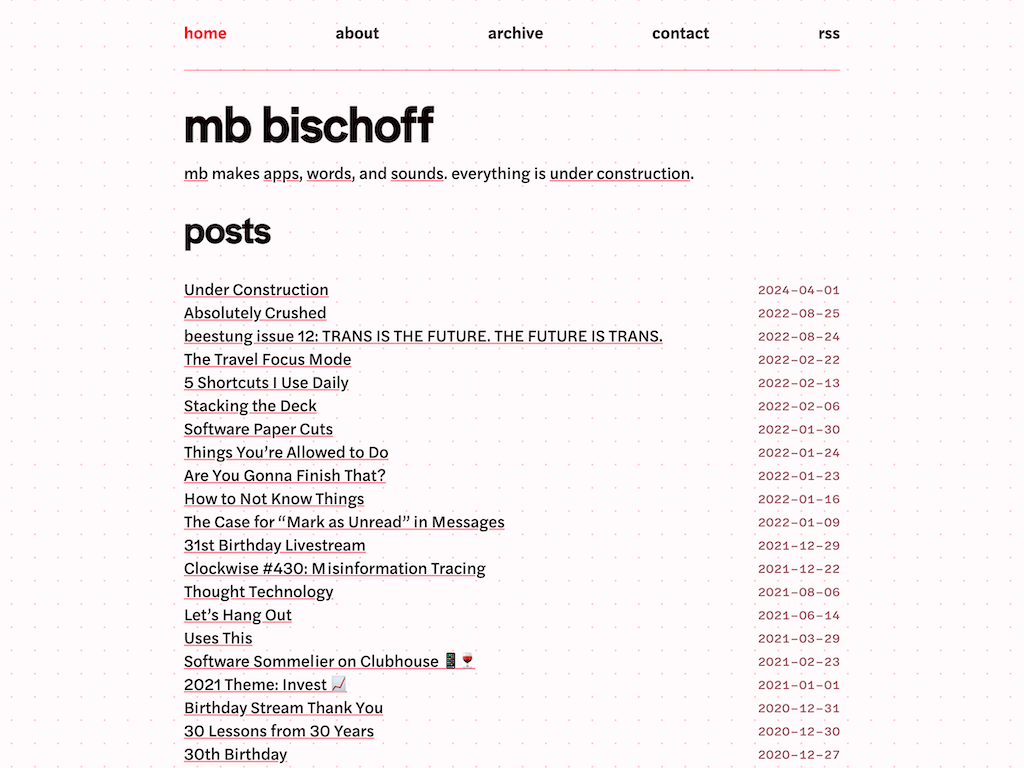 home about archive contact rss
mb bischoff
mb makes apps, words, and sounds. everything is under construction.
posts
Under Construction 2024-04-01
Absolutely Crushed 2022-08-25
beestung issue 12: TRANS IS THE FUTURE. THE FUTURE IS TRANS. 2022-08-24
The Travel Focus Mode 2022-02-22
5 Shortcuts I Use Daily 2022-02-13
Stacking the Deck 2022-02-06
Software Paper Cuts 2022-01-30
Things You’re Allowed to Do 2022-01-24
Are You Gonna Finish That? 2022-01-23
How to Not Know Things 2022-01-16
The Case for “Mark as Unread” in Messages 2022-01-09
31st Birthday Livestream 2021-12-29
Clockwise #430: Misinformation Tracing 2021-12-22
Thought Technology 2021-08-06
Let’s Hang Out 2021-06-14
Uses This 2021-03-29
Software Sommelier on Clubhouse 📱🍷 2021-02-23
2021 Theme: Invest 📈 2021-01-01
Birthday Stream Thank You 2020-12-31
30 Lessons from 30 Years 2020-12-30
30th Birthday 2020-12-27